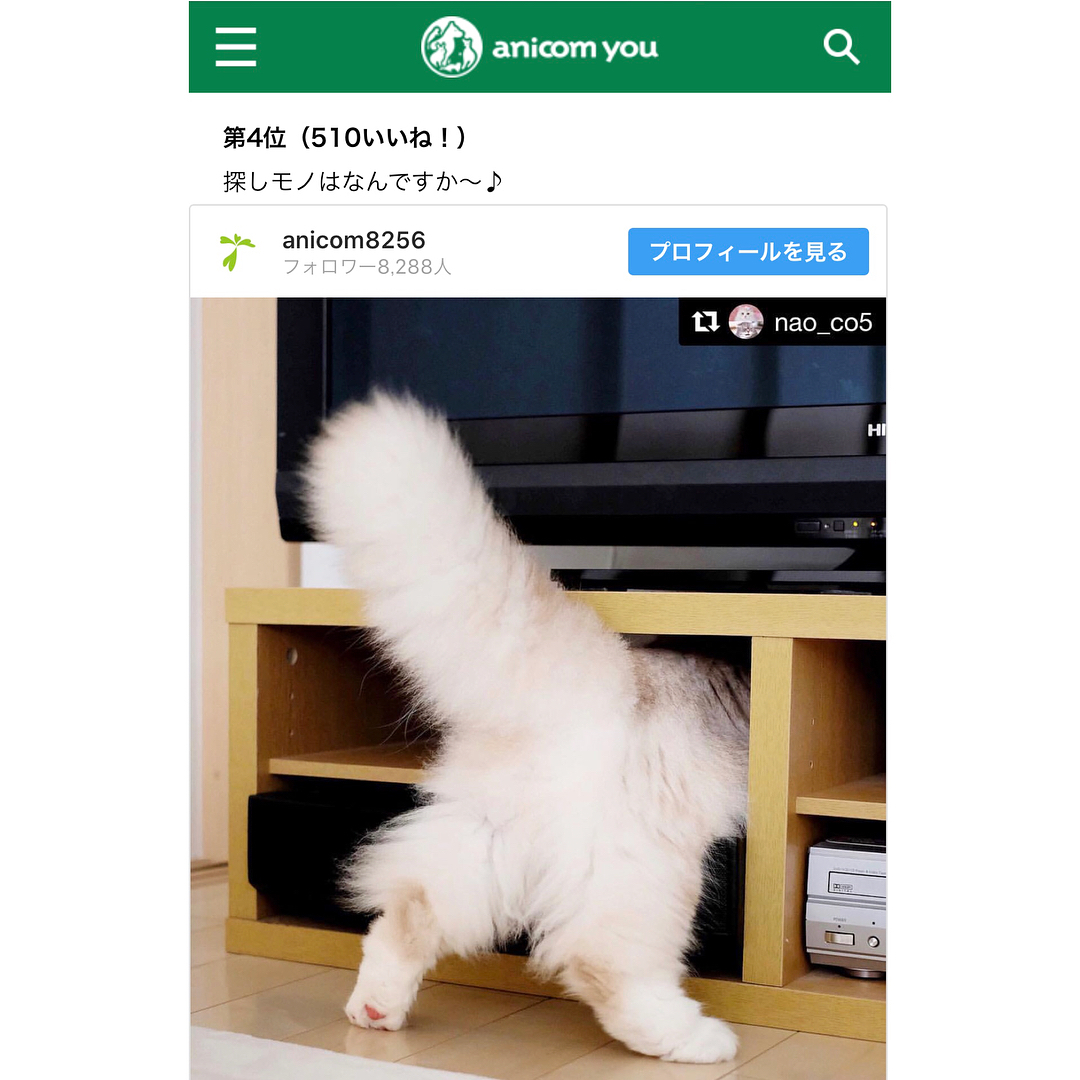 anicom you
第4位（510いいね！）
探しモノはなんですか～♪
anicom8256
フォロワー8,288人
プロフィールを見る
nao_co5
HI
POWER